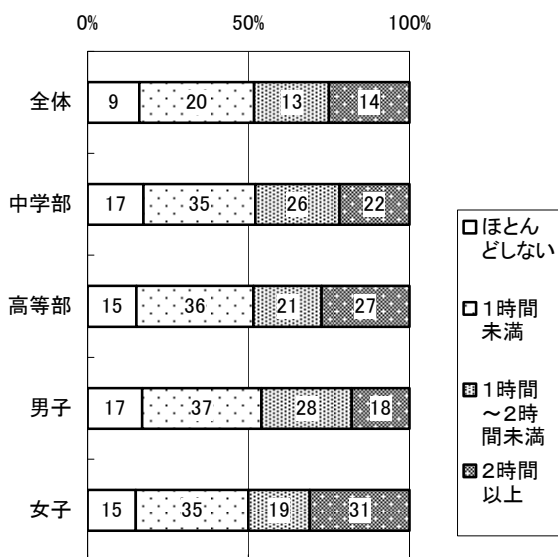 0% 50% 100%
全体 9 20 13 14
中学部 17 35 26 22
高等部 15 36 21 27
男子 17 37 28 18
女子 15 35 19 31
ほとん
どしない
1時間
未満
1時間
～2時
間未満
2時間
以上